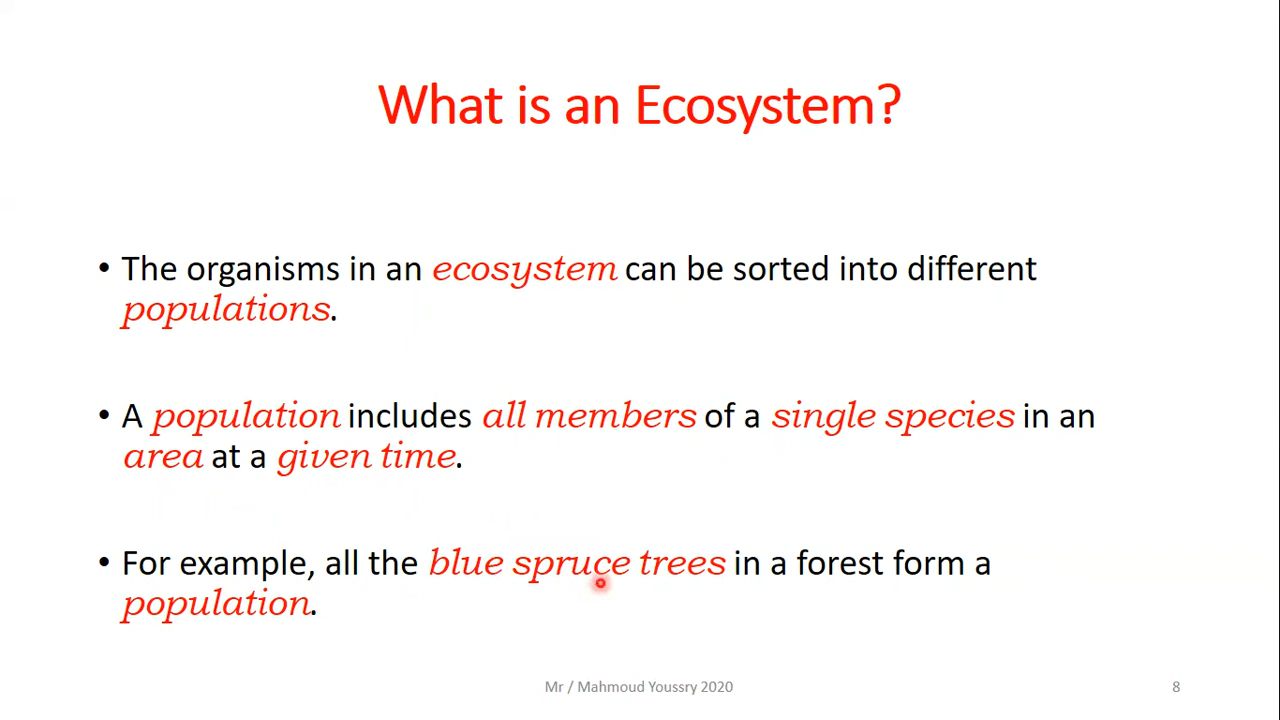 What is an Ecosystem?
• The organisms in an ecosystem can be sorted into different
populations.
• A population includes all members of a single species in an
area at a given time.
• For example, all the blue spruce trees in a forest form a
population.
Mr / Mahmoud Youssry 2020
8